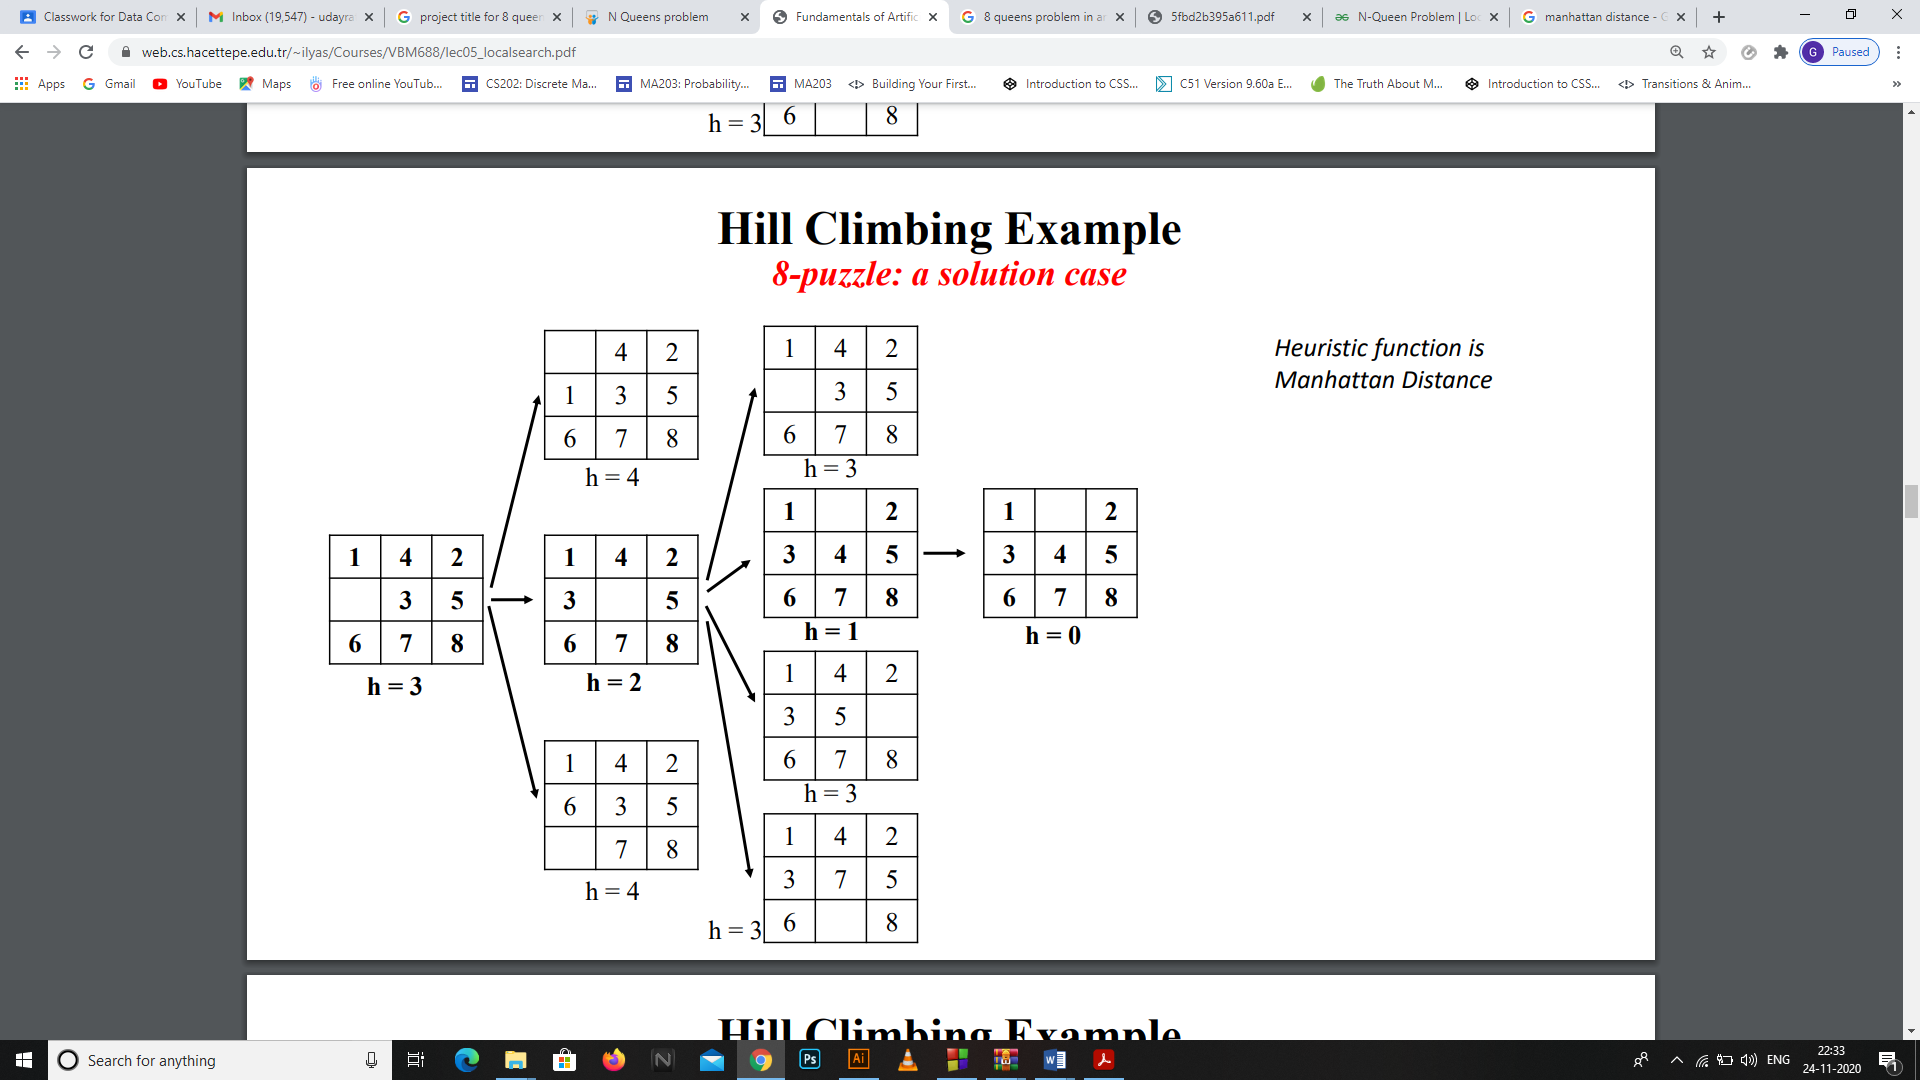 Classwork for Data Con
Inbox (19,547) - udayra
project title for 8 queen
N Queens problem
Fundamentals of Artific
8 queens problem in a
5fbd2b395a611.pdf
N-Queen Problem | Loc
manhattan distance - G
web.cs.hacettepe.edu.tr/~ilyas/Courses/VBM688/lec05_localsearch.pdf
G Paused
Apps
Gmail
YouTube
Maps
Free online YouTub...
CS202: Discrete Ma...
MA203: Probability...
MA203
Building Your First...
Introduction to CSS...
C51 Version 9.60a E...
The Truth About M...
Introduction to CSS...
Transitions & Anim...
»
h = 3
6 8
Hill Climbing Example
8-puzzle: a solution case
Heuristic function is
Manhattan Distance
1 4 2
3 5
6 7 8
h = 3
4 2
1 3 5
6 7 8
h = 4
1 4 2
3 5
6 7 8
h = 2
1 4 2
6 3 5
7 8
h = 4
1 4 2
3 5
6 7 8
h = 3
1 2
3 4 5
6 7 8
h = 1
1 4 2
3 5
6 7 8
h = 3
1 4 2
3 7 5
6 8
h = 3
1 2
3 4 5
6 7 8
h = 0
Hill Climbing Example
Search for anything
N
Ps
Ai
W
ENG
22:33
24-11-2020
1